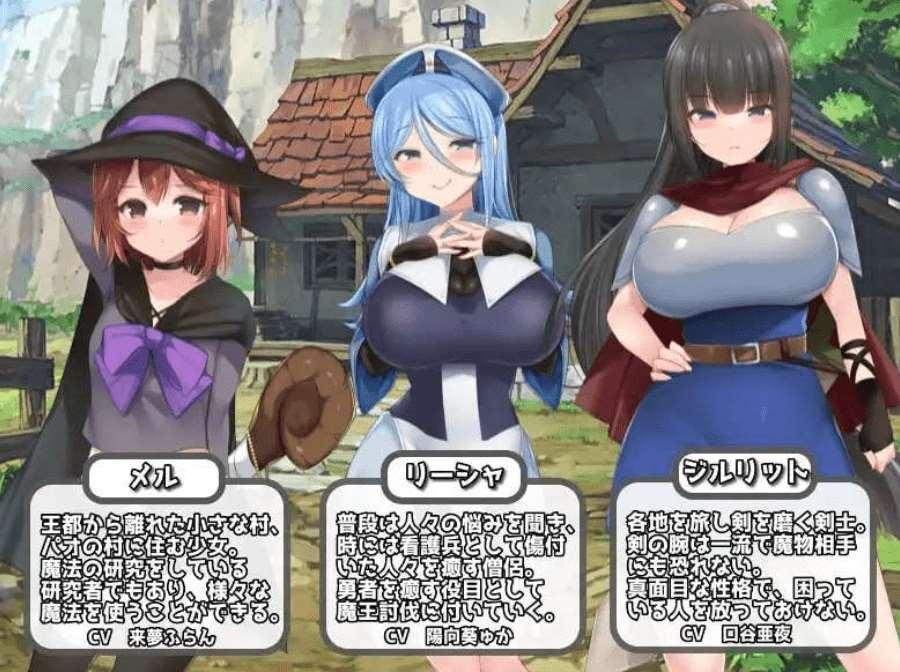 メル
王都から離れた小さな村、
パオの村に住む少女。
魔法の研究をしている
研究者でもあり、様々な
魔法を使うことができる。
CV 来夢ふらん
リーシャ
普段は人々の悩みを聞き、
時には看護兵として傷付
いた人々を癒す僧侶。
勇者を癒す役目として
魔王討伐に付いていく。
CV 陽向葵ゅか
ジルリット
各地を旅し剣を磨く剣士。
剣の腕は一流で魔物相手
にも恐れない。
真面目な性格で、困って
いる人を放っておけない。
CV 口谷亜夜